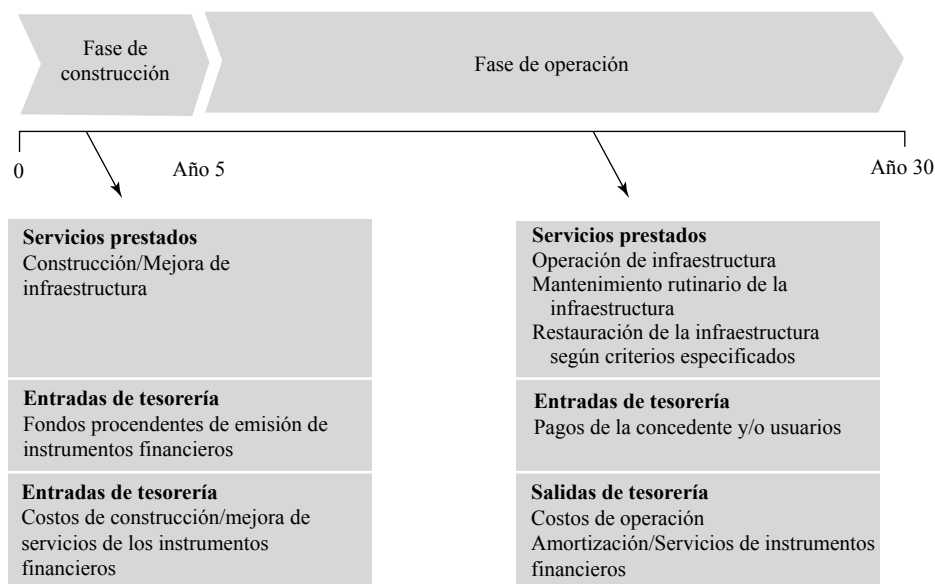 Fase de
construcción
Fase de operación
0
Año 5
Año 30
Servicios prestados
Construcción/Mejora de
infraestructura
Entradas de tesorería
Fondos procendentes de emisión de
instrumentos financieros
Entradas de tesorería
Costos de construcción/mejora de
servicios de los instrumentos
financieros
Servicios prestados
Operación de infraestructura
Mantenimiento rutinario de la
infraestructura
Restauración de la infraestructura
según criterios especificados
Entradas de tesorería
Pagos de la concedente y/o usuarios
Salidas de tesorería
Costos de operación
Amortización/Servicios de instrumentos
financieros